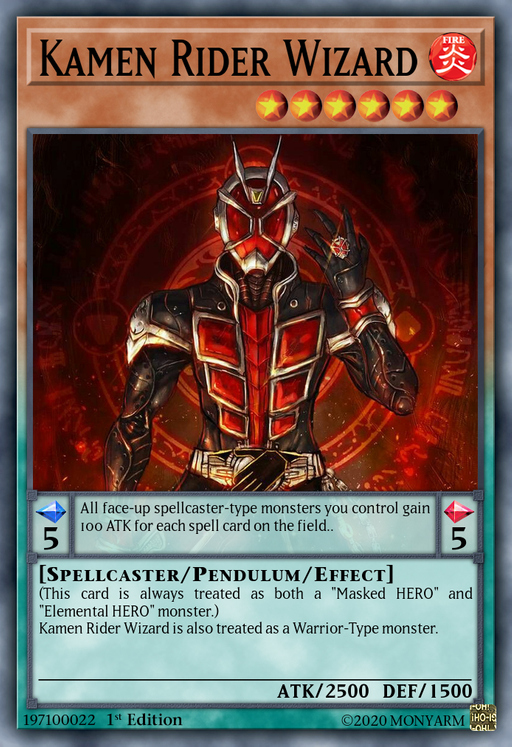 Kamen Rider Wizard
FIRE
炎
All face-up spellcaster-type monsters you control gain
100 ATK for each spell card on the field..
5
5
[Spellcaster/Pendulum/Effect]
(This card is always treated as both a "Masked HERO" and
"Elemental HERO" monster.)
Kamen Rider Wizard is also treated as a Warrior-Type monster.
ATK/2500 DEF/1500
197100022 1st Edition
©2020 MONYARM